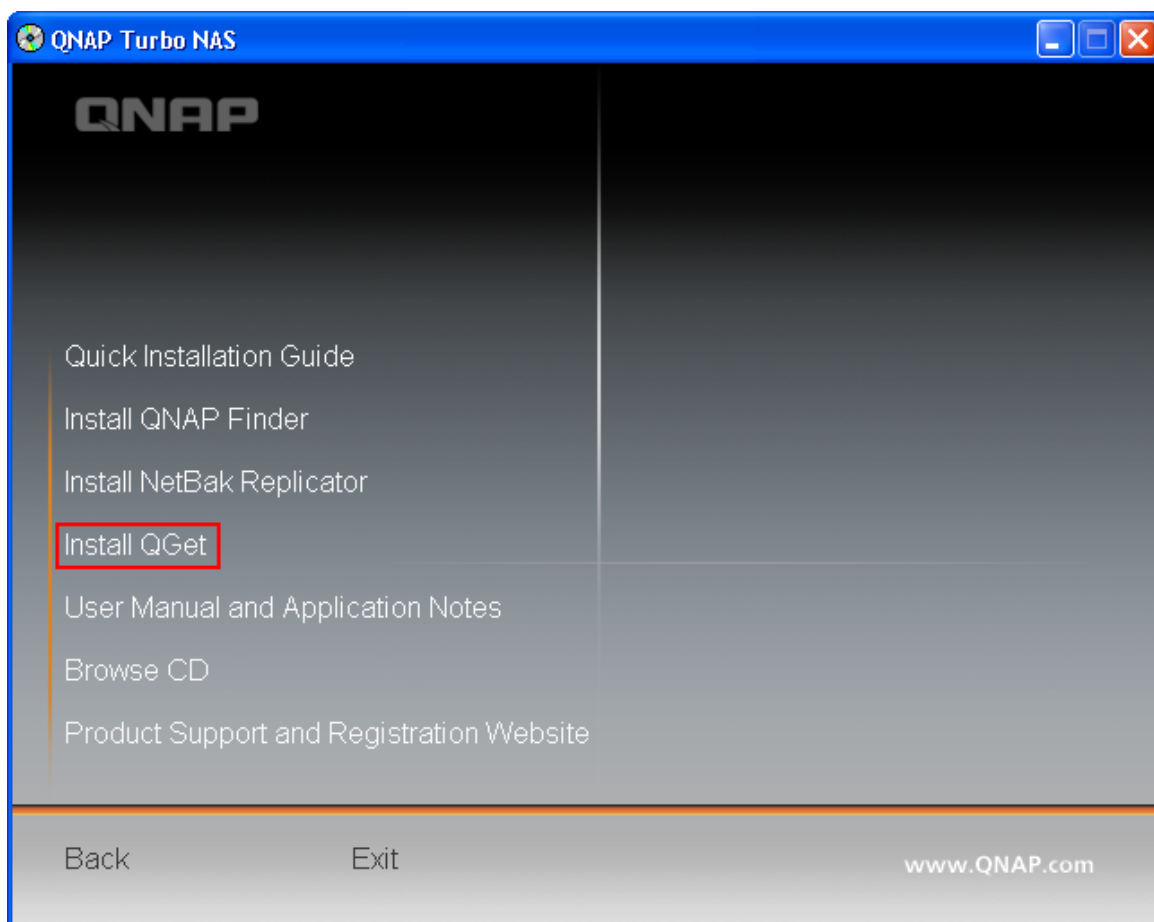 QNAP Turbo NAS
QNAP
Quick Installation Guide
Install QNAP Finder
Install NetBak Replicator
Install QGet
User Manual and Application Notes
Browse CD
Product Support and Registration Website
Back Exit www.QNAP.com